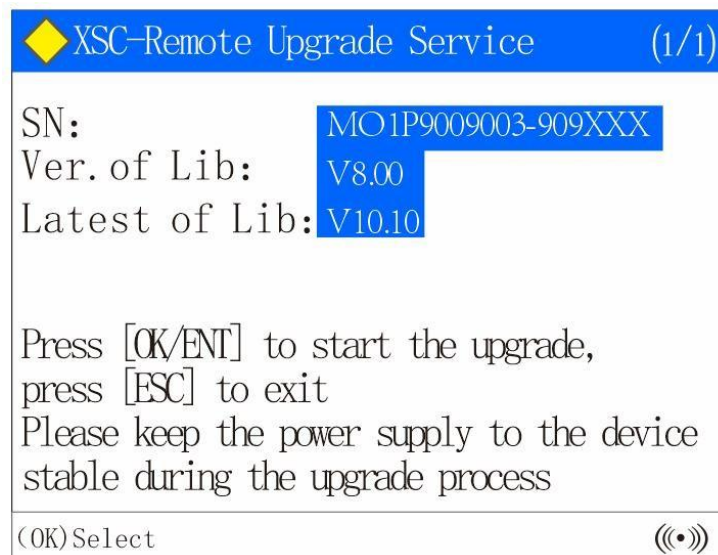 XSC-Remote Upgrade Service (1/1)
SN: MO1P9009003-909XXX
Ver.of Lib: V8.00
Latest of Lib: V10.10
Press [OK/ENT] to start the upgrade,
press [ESC] to exit
Please keep the power supply to the device
stable during the upgrade process
(OK)Select